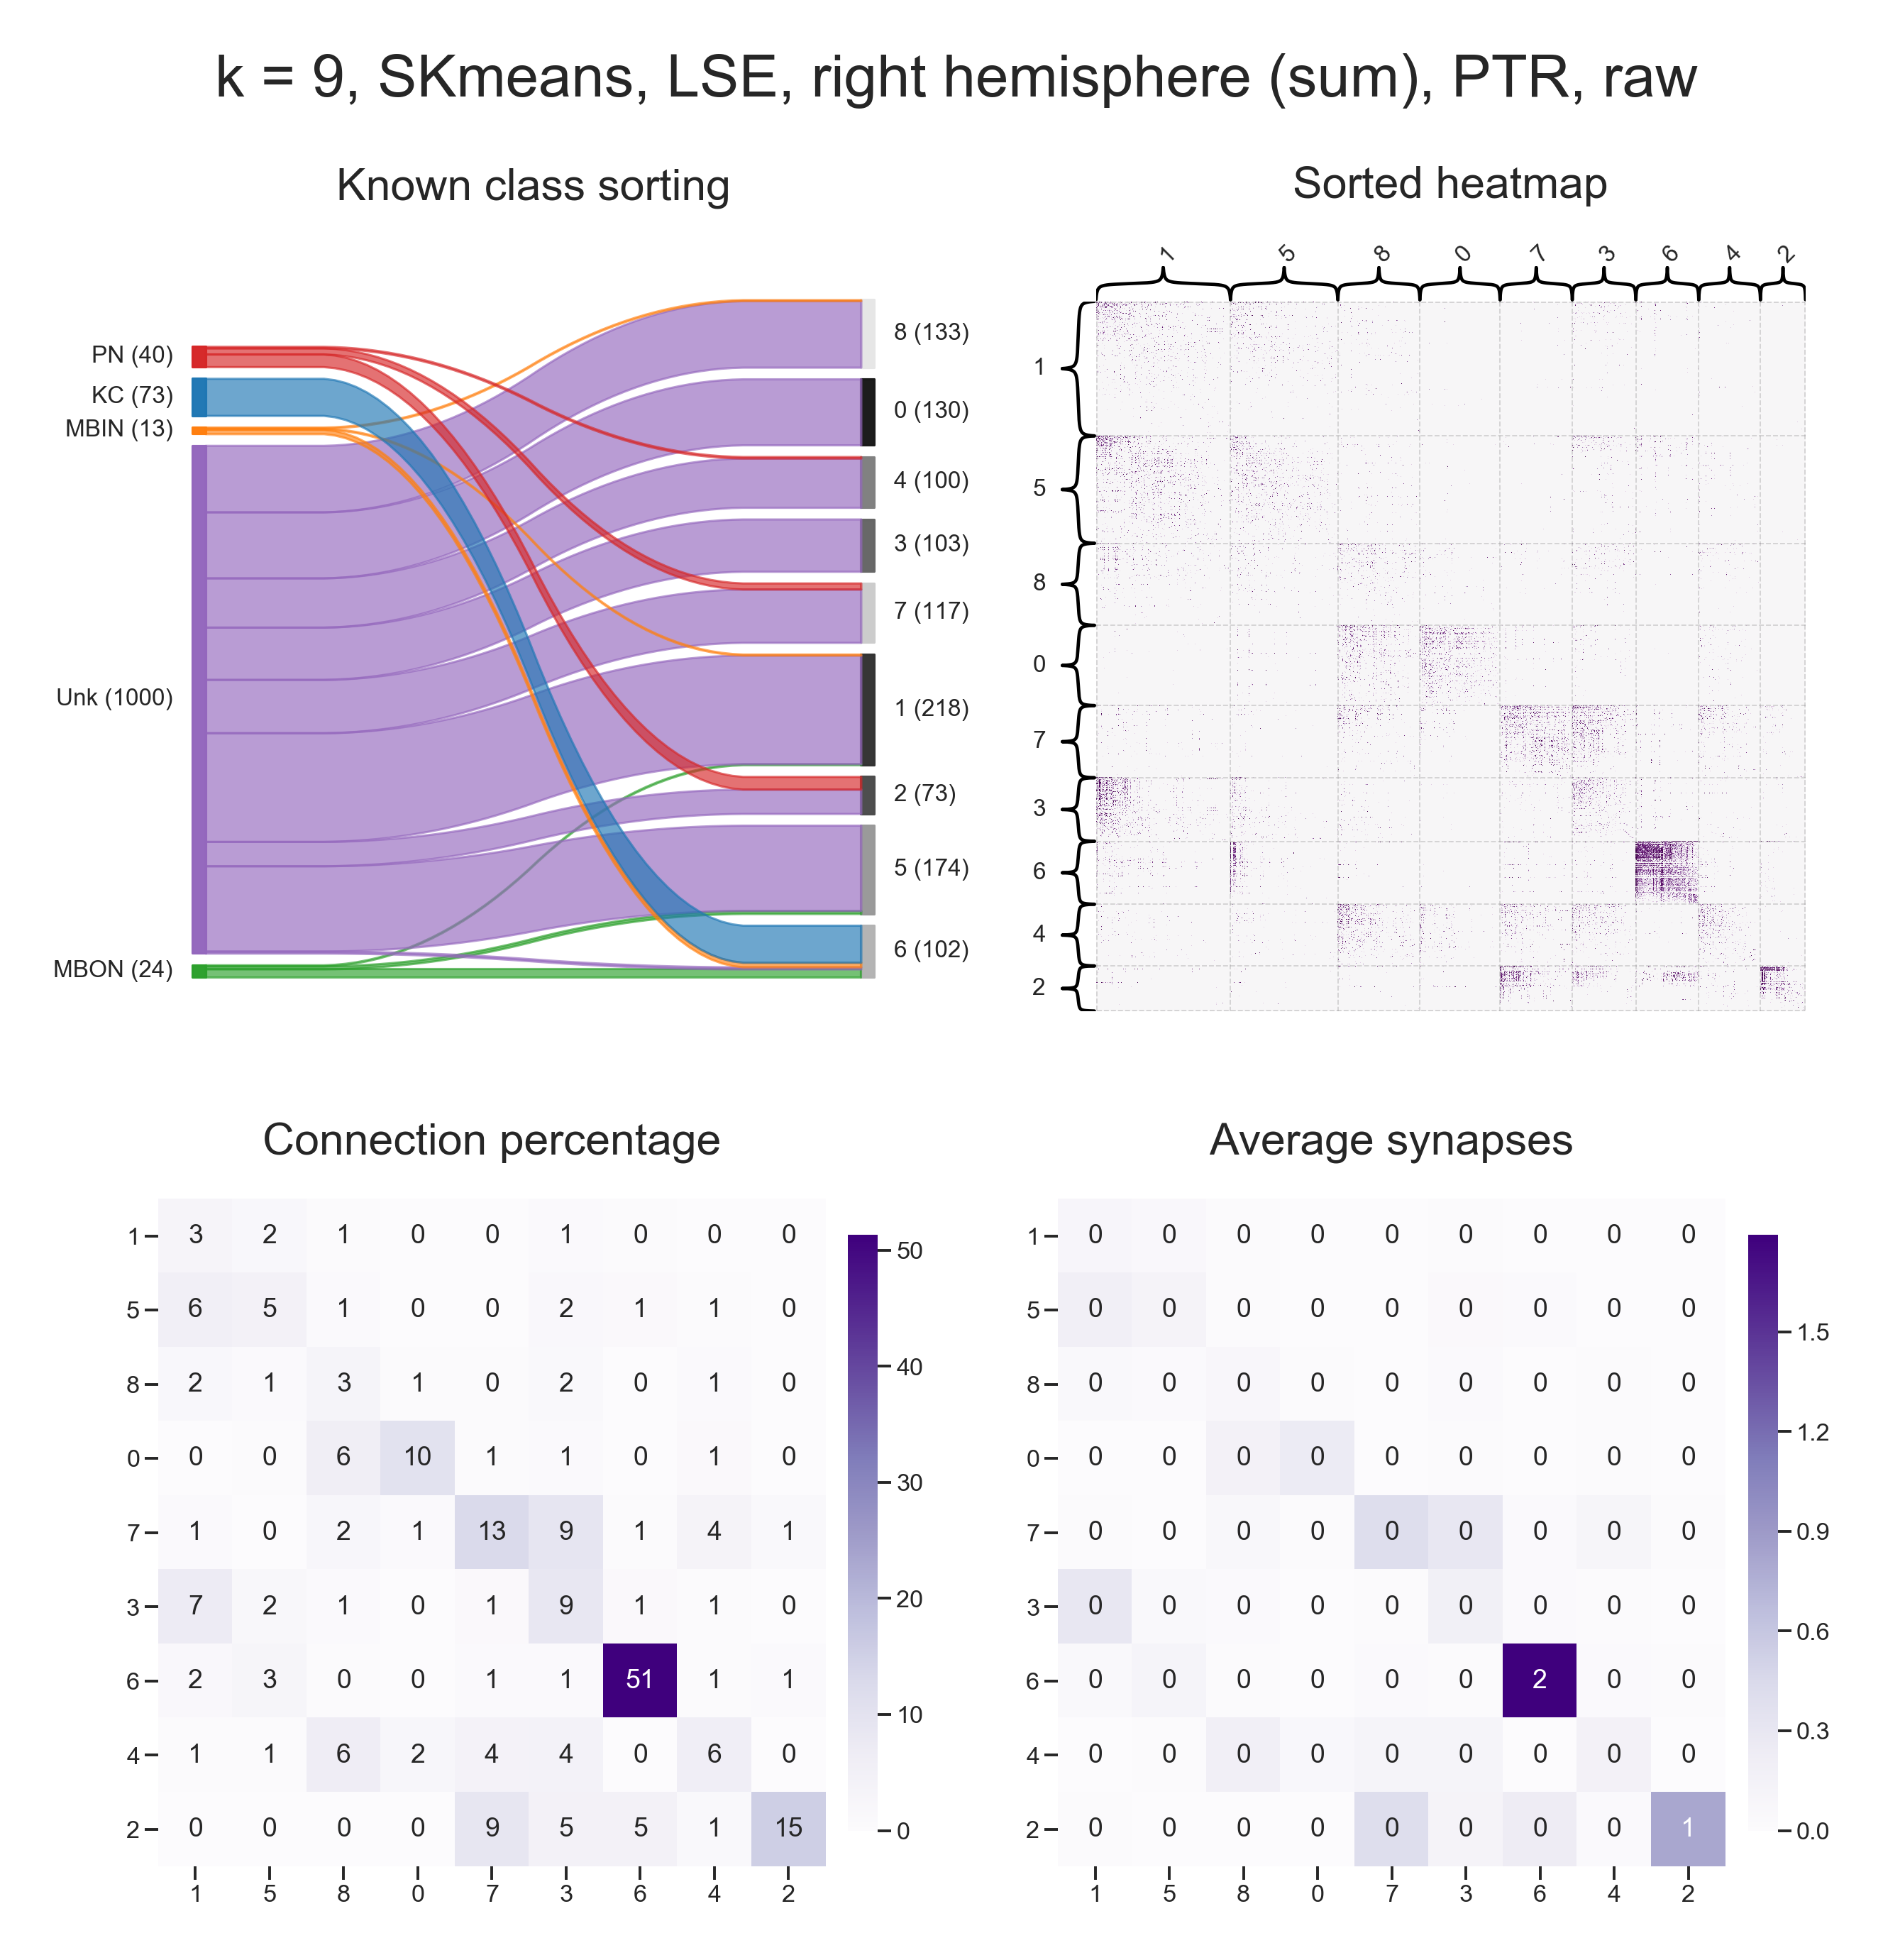 k = 9, SKmeans, LSE, right hemisphere (sum), PTR, raw
Known class sorting
PN (40)
KC (73)
MBIN (13)
Unk (1000)
MBON (24)
8 (133)
0 (130)
4 (100)
3 (103)
7 (117)
1 (218)
2 (73)
5 (174)
6 (102)
Sorted heatmap
1 5 8 0 7 3 6 4 2
1
5
8
0
7
3
6
4
2
Connection percentage
1 3 2 1 0 0 1 0 0 0
5 6 5 1 0 0 2 1 1 0
8 2 1 3 1 0 2 0 1 0
0 0 0 6 10 1 1 0 1 0
7 1 0 2 1 13 9 1 4 1
3 7 2 1 0 1 9 1 1 0
6 2 3 0 0 1 1 51 1 1
4 1 1 6 2 4 4 0 6 0
2 0 0 0 0 9 5 5 1 15
1 5 8 0 7 3 6 4 2
50
40
30
20
10
0
Average synapses
1 0 0 0 0 0 0 0 0 0
5 0 0 0 0 0 0 0 0 0
8 0 0 0 0 0 0 0 0 0
0 0 0 0 0 0 0 0 0 0
7 0 0 0 0 0 0 0 0 0
3 0 0 0 0 0 0 0 0 0
6 0 0 0 0 0 0 2 0 0
4 0 0 0 0 0 0 0 0 0
2 0 0 0 0 0 0 0 0 1
1 5 8 0 7 3 6 4 2
1.5
1.2
0.9
0.6
0.3
0.0